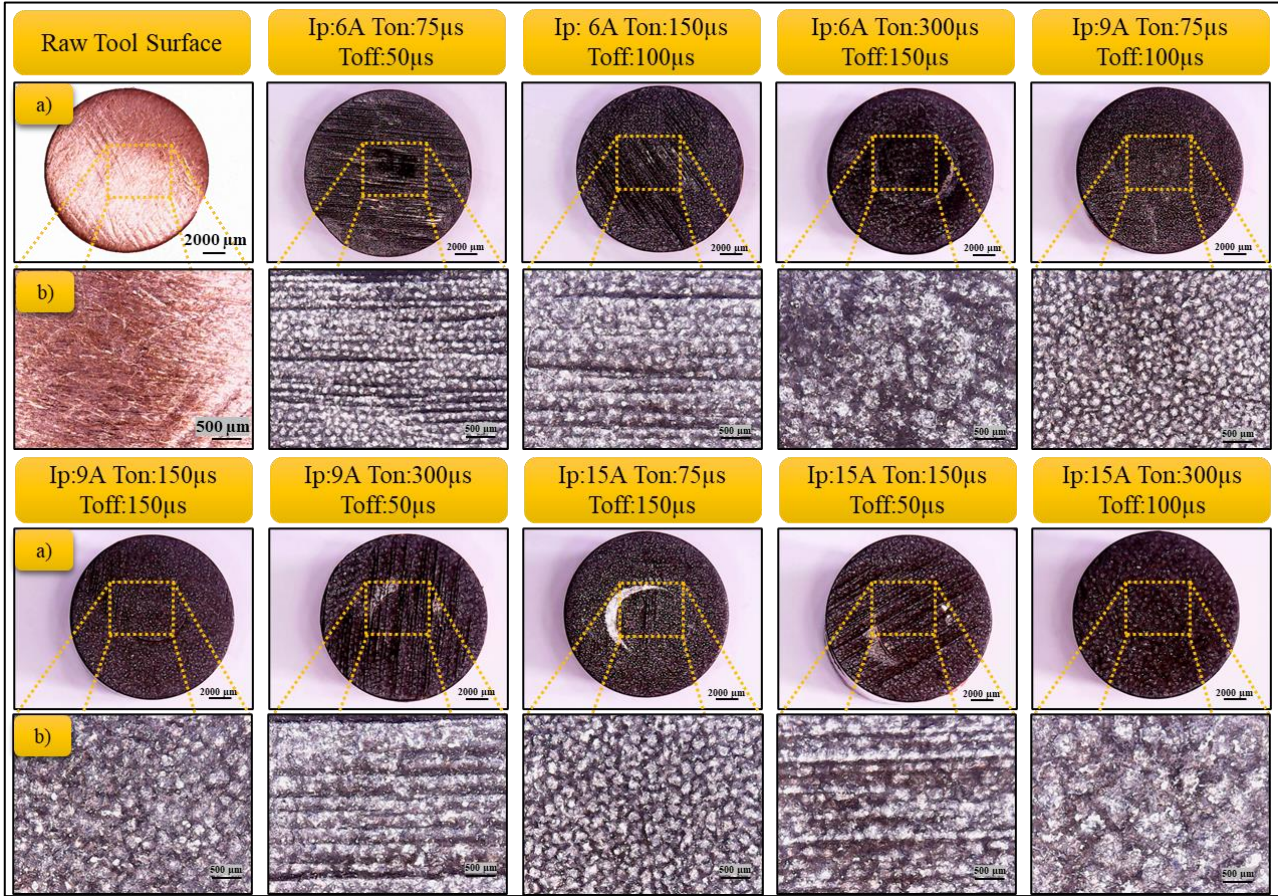 Raw Tool Surface
Ip:6A Ton:75µs
Toff:50µs
Ip: 6A Ton:150µs
Toff:100µs
Ip:6A Ton:300µs
Toff:150µs
Ip:9A Ton:75µs
Toff:100µs
a)
2000 µm
2000 µm
2000 µm
2000 µm
2000 µm
b)
500 µm
500 µm
500 µm
500 µm
500 µm
Ip:9A Ton:150µs
Toff:150µs
Ip:9A Ton:300µs
Toff:50µs
Ip:15A Ton:75µs
Toff:150µs
Ip:15A Ton:150µs
Toff:50µs
Ip:15A Ton:300µs
Toff:100µs
a)
2000 µm
2000 µm
2000 µm
2000 µm
2000 µm
b)
500 µm
500 µm
500 µm
500 µm
500 µm